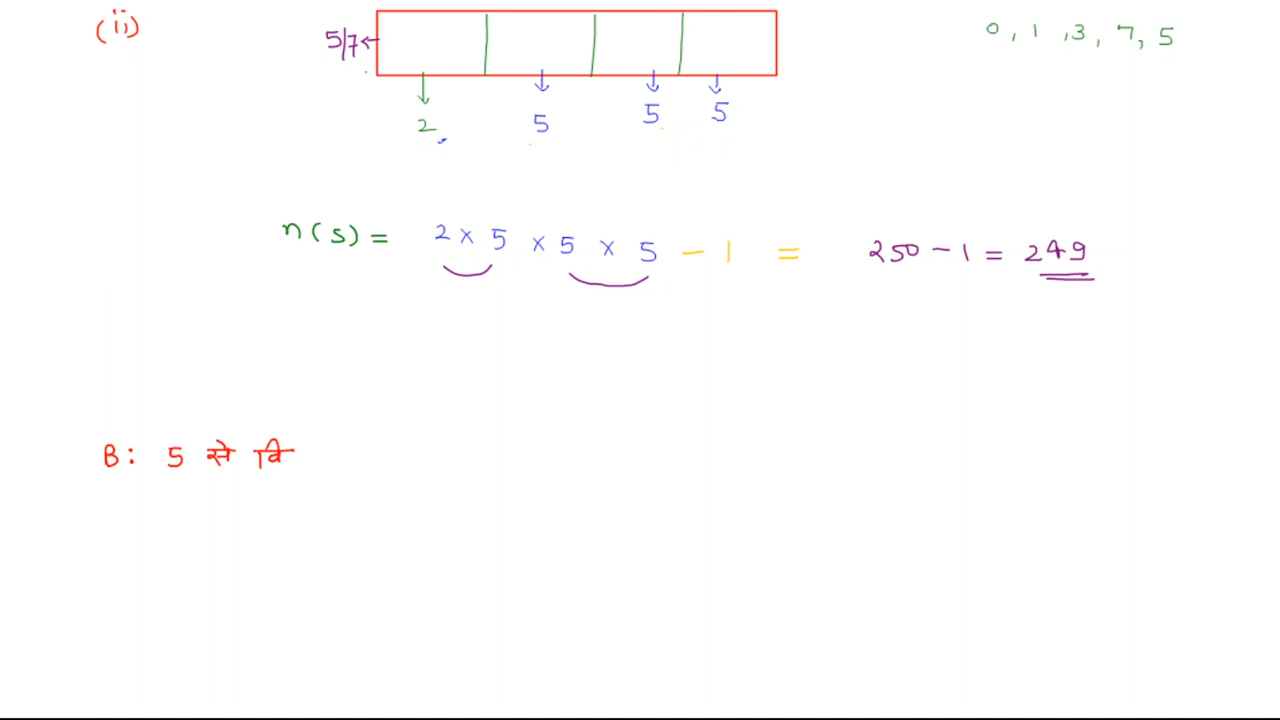 (ii) 5/7 0, 1, 3, 7, 5
2 5 5 5
n(s) = 2 × 5 × 5 × 5 - 1 = 250 - 1 = 249
B: 5 से वि